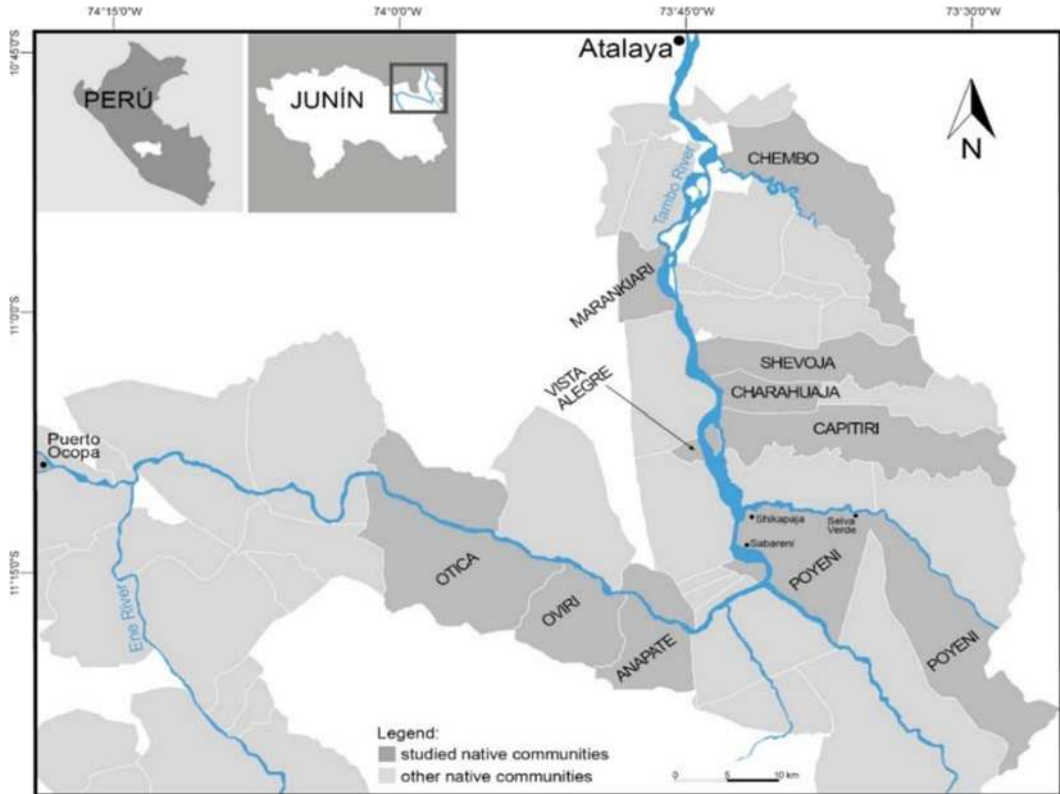 74°15'0"W
74°0'0"W
73°45'0"W
73°30'0"W
10°45'0"S
11°0'0"S
11°15'0"S
PERÚ
JUNÍN
Atalaya
N
CHEMBO
Tambo River
MARANKIARI
SHEVOJA
VISTA
ALEGRE
CHARAHUAJA
CAPITIRI
Puerto
Ocopa
Shikapaja
Selva
Verde
Sabareni
OTICA
POYENI
OVIRI
Ene River
ANAPATE
POYENI
Legend:
studied native communities
other native communities
0 5 10 km